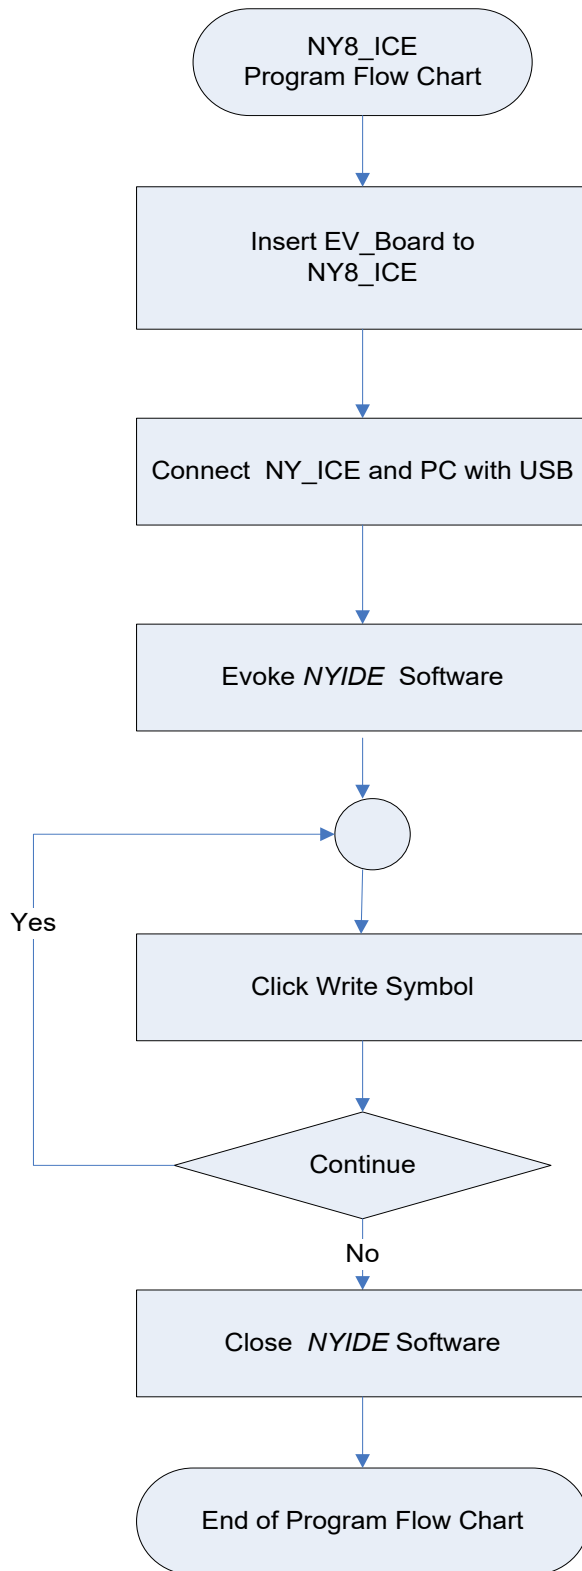 NY8_ICE
Program Flow Chart
Insert EV_Board to
NY8_ICE
Connect  NY_ICE and PC with USB
Evoke NYIDE  Software
Yes
Click Write Symbol
Continue
No
Close  NYIDE Software
End of Program Flow Chart